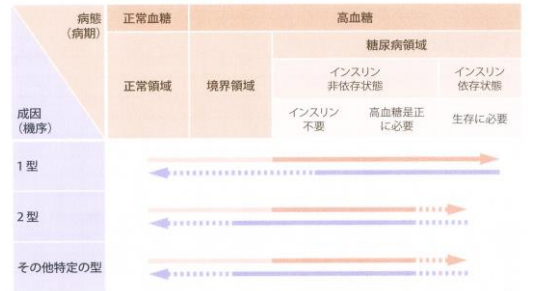 病態
（病期）
正常血糖
高血糖
糖尿病領域
正常領域
境界領域
インスリン
非依存状態
インスリン
依存状態
成因
（機序）
インスリン
不要
高血糖是正
に必要
生存に必要
1型
2型
その他特定の型